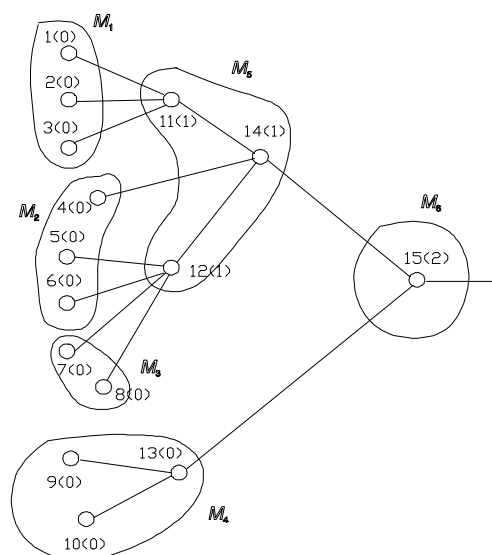 M₁
1(0)
2(0)
3(0)
11(1)
M₅
14(1)
M₂
4(0)
5(0)
6(0)
12(1)
M₆
15(2)
7(0)
8(0)
M₃
9(0)
13(0)
10(0)
M₄